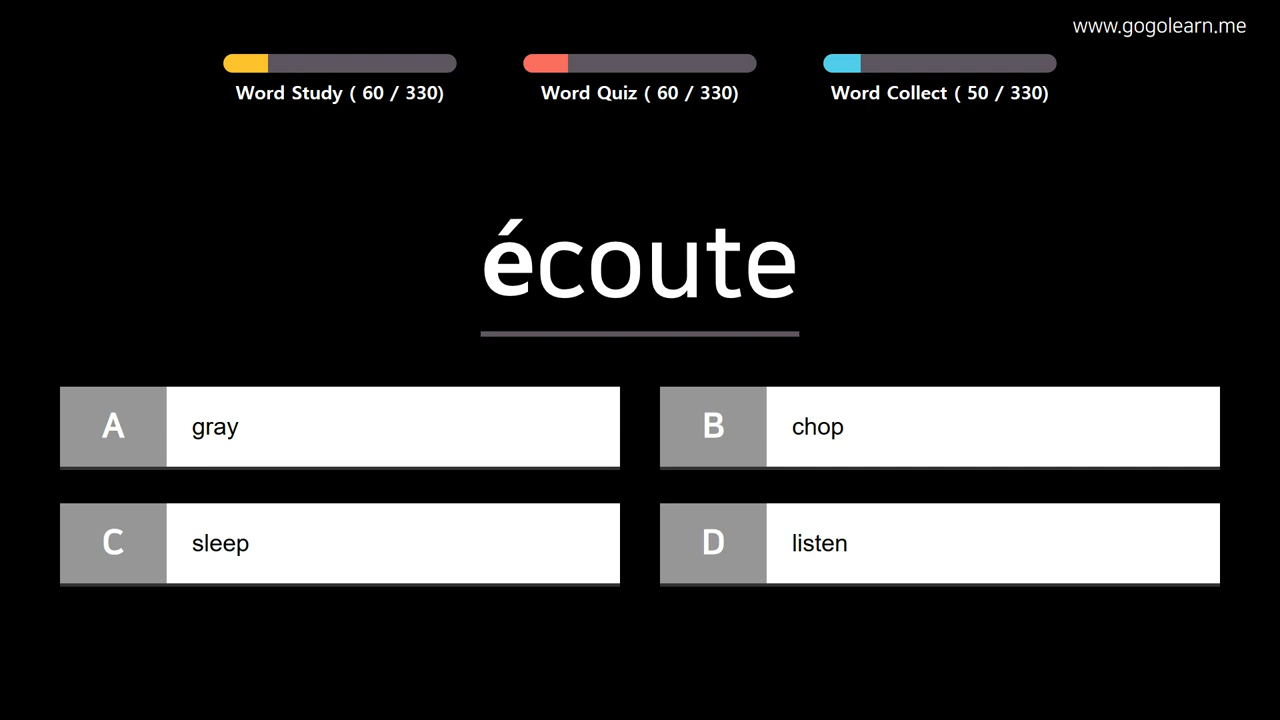 www.gogolearn.me
Word Study ( 60 / 330)
Word Quiz ( 60 / 330)
Word Collect ( 50 / 330)
écoute
A gray
B chop
C sleep
D listen